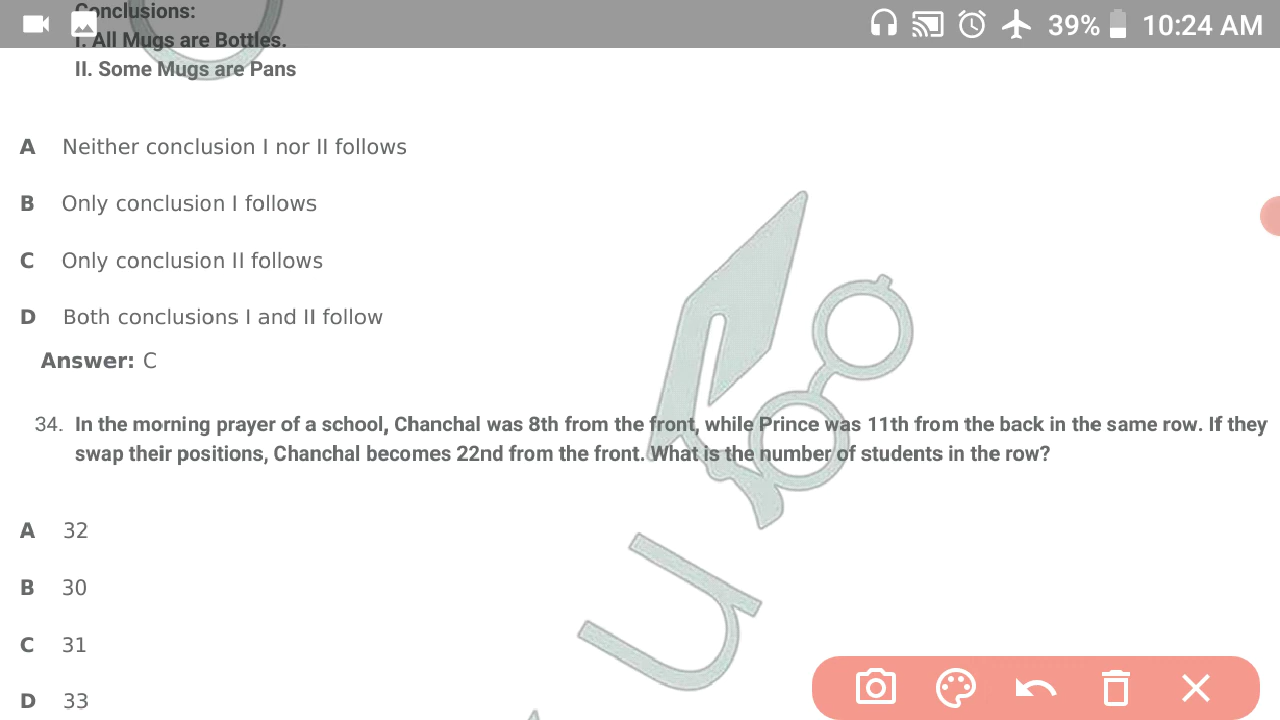 39% 10:24 AM
Conclusions:
I. All Mugs are Bottles.
II. Some Mugs are Pans
A Neither conclusion I nor II follows
B Only conclusion I follows
C Only conclusion II follows
D Both conclusions I and II follow
Answer: C
34. In the morning prayer of a school, Chanchal was 8th from the front, while Prince was 11th from the back in the same row. If they
swap their positions, Chanchal becomes 22nd from the front. What is the number of students in the row?
A 32
B 30
C 31
D 33